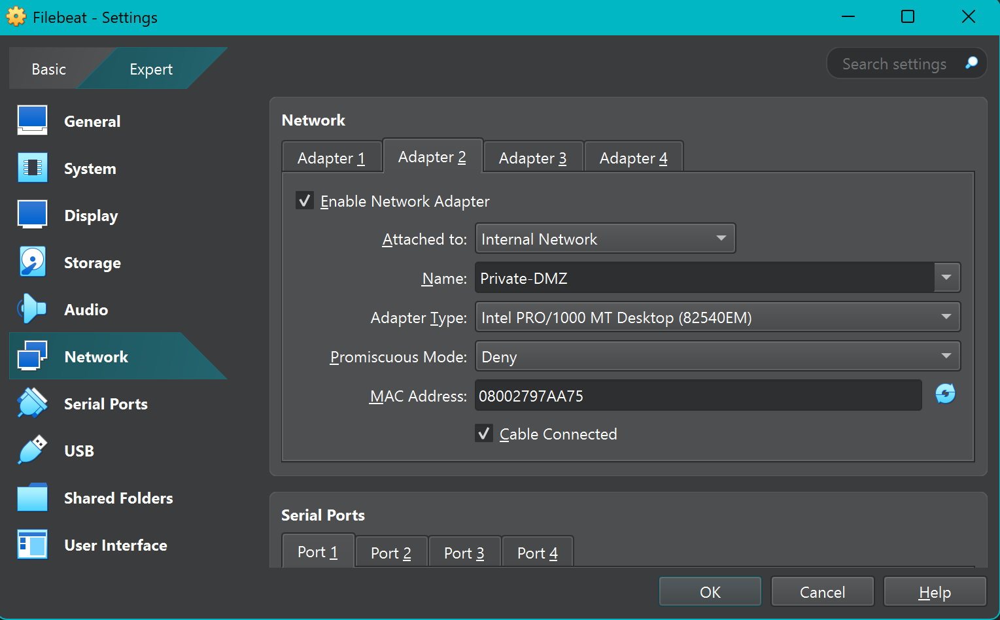 Filebeat - Settings
Basic
Expert
Search settings
General
System
Display
Storage
Audio
Network
Serial Ports
USB
Shared Folders
User Interface
Network
Adapter 1
Adapter 2
Adapter 3
Adapter 4
Enable Network Adapter
Attached to: Internal Network
Name: Private-DMZ
Adapter Type: Intel PRO/1000 MT Desktop (82540EM)
Promiscuous Mode: Deny
MAC Address: 08002797AA75
Cable Connected
Serial Ports
Port 1
Port 2
Port 3
Port 4
OK
Cancel
Help